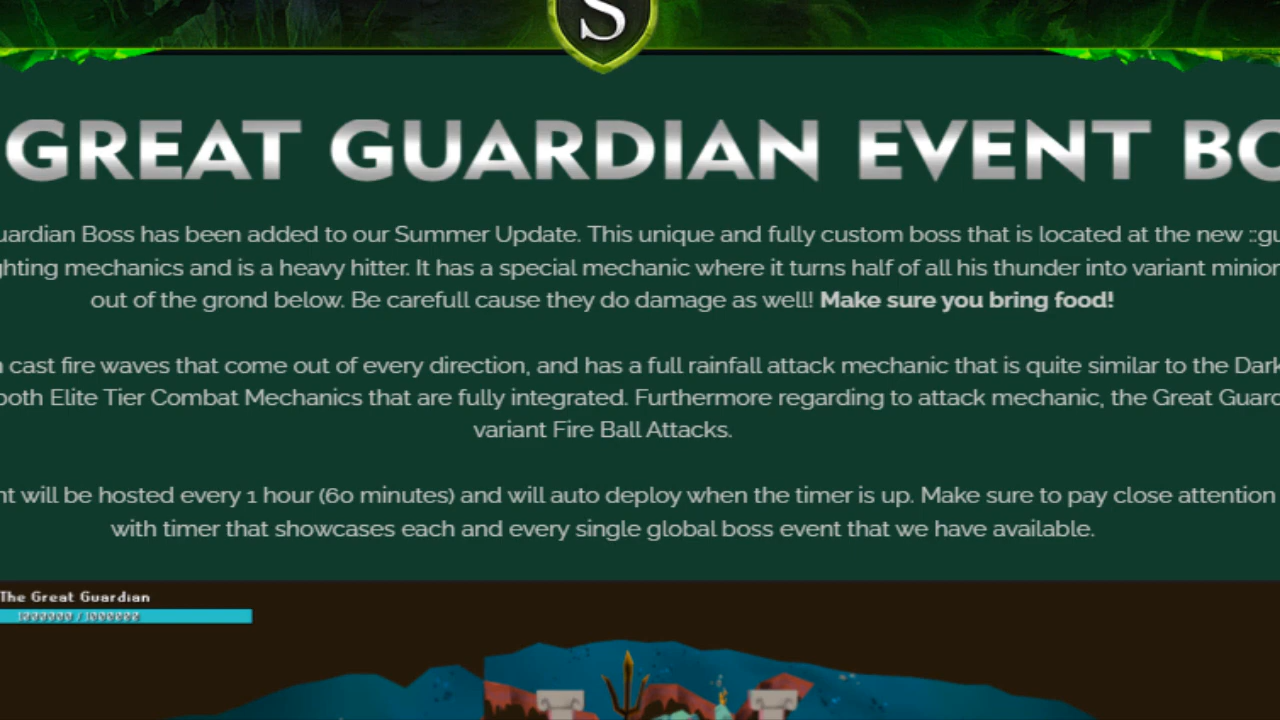 S
GREAT GUARDIAN EVENT BO
uardian Boss has been added to our Summer Update. This unique and fully custom boss that is located at the new ::gu
ghting mechanics and is a heavy hitter. It has a special mechanic where it turns half of all his thunder into variant minion
out of the grond below. Be carefull cause they do damage as well! Make sure you bring food!
cast fire waves that come out of every direction, and has a full rainfall attack mechanic that is quite similar to the Dark
both Elite Tier Combat Mechanics that are fully integrated. Furthermore regarding to attack mechanic, the Great Guard
variant Fire Ball Attacks.
nt will be hosted every 1 hour (60 minutes) and will auto deploy when the timer is up. Make sure to pay close attention
with timer that showcases each and every single global boss event that we have available.
The Great Guardian